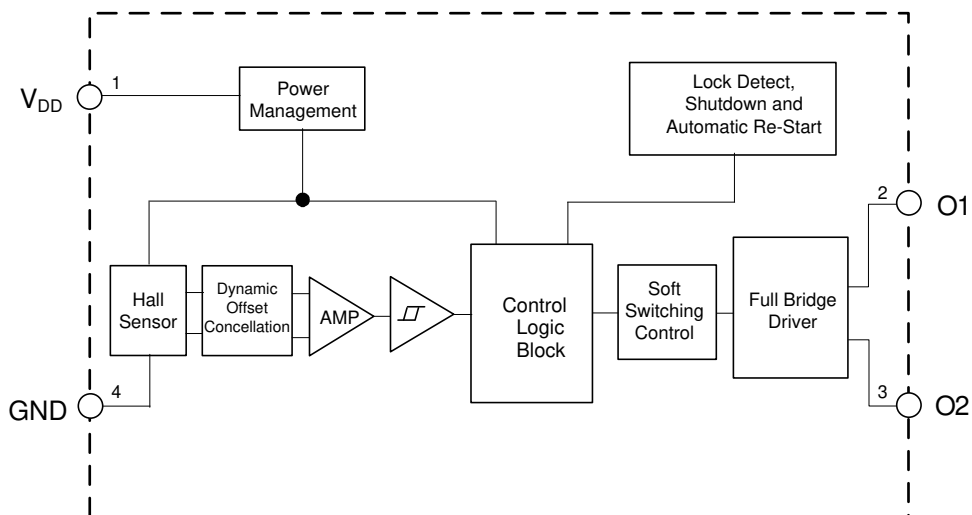 1
V_DD
Power
Management
Lock Detect,
Shutdown and
Automatic Re-Start
2
O1
Hall
Sensor
Dynamic
Offset
Concellation
AMP
Control
Logic
Block
Soft
Switching
Control
Full Bridge
Driver
4
GND
3
O2